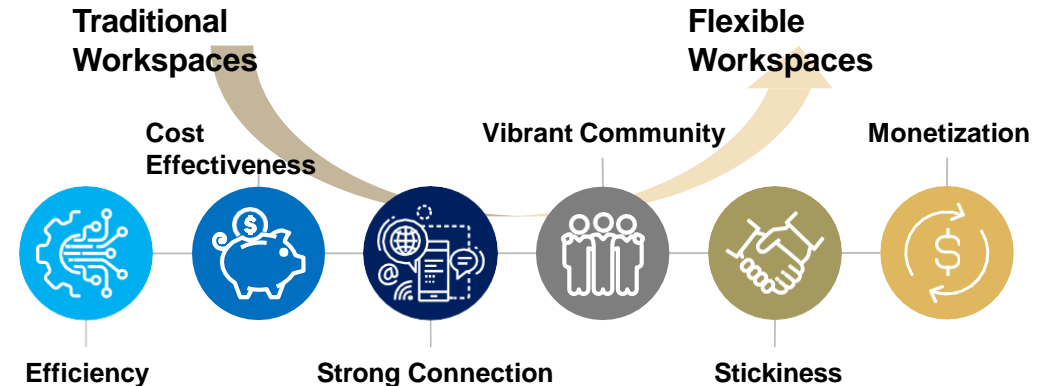 Traditional
Workspaces
Flexible
Workspaces
Cost
Effectiveness
Vibrant Community
Monetization
$
@
$
Efficiency
Strong Connection
Stickiness